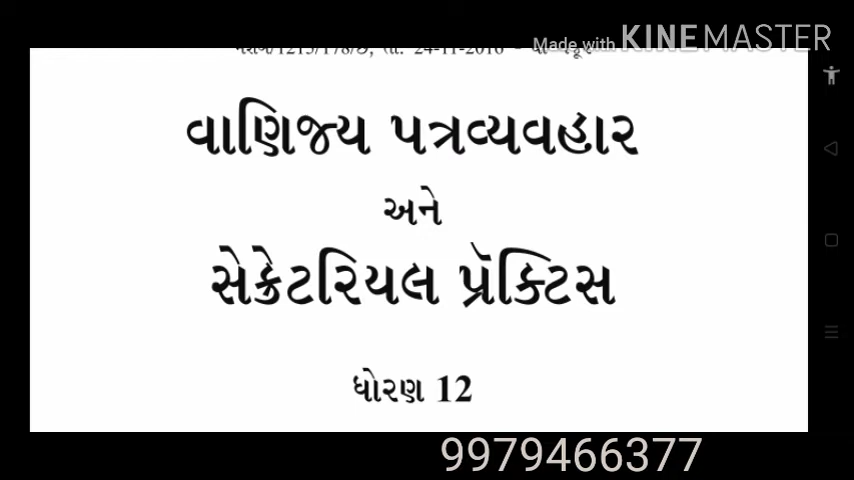 Made with KINEMASTER
વાણિજ્ય પત્રવ્યવહાર
અને
સેક્રેટરિયલ પ્રૅક્ટિસ
ધોરણ 12
9979466377